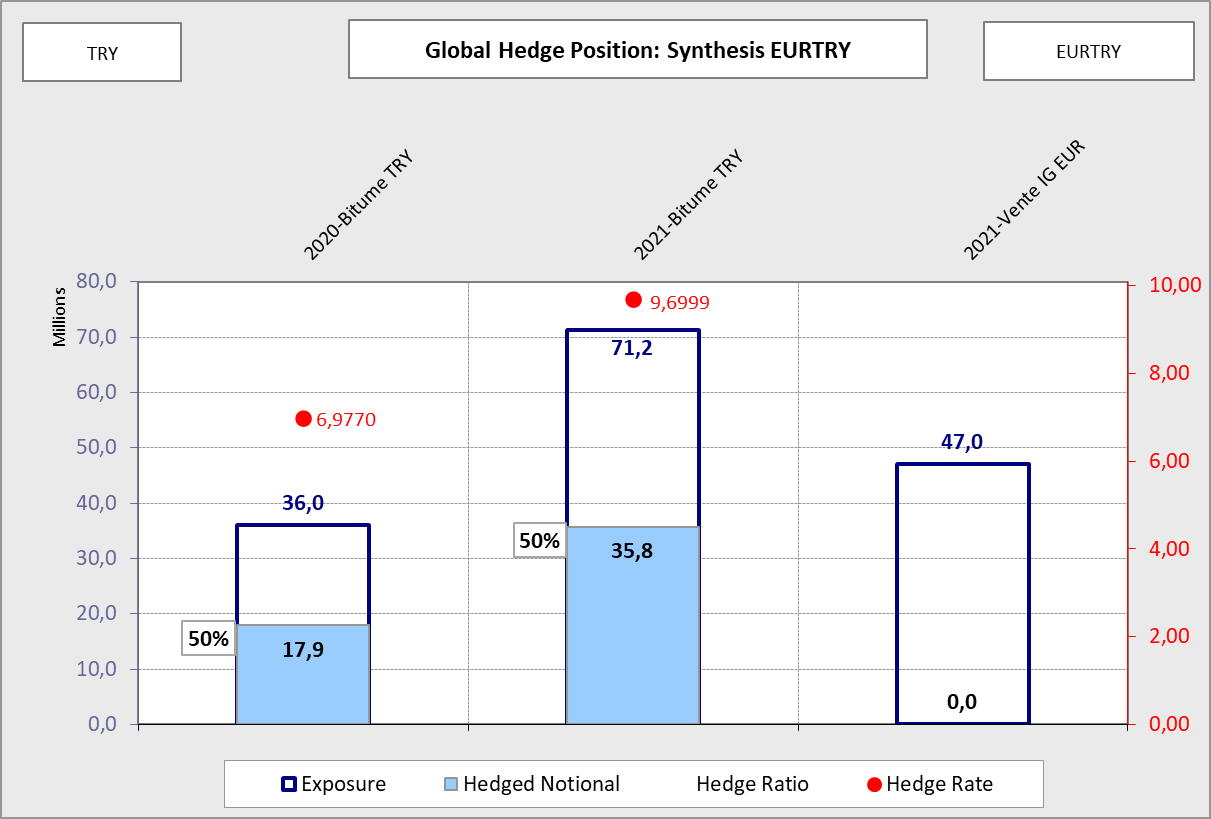 TRY
Global Hedge Position: Synthesis EURTRY
EURTRY
2020-Bitume TRY
2021-Bitume TRY
2021-Vente IG EUR
Millions
80,0
70,0
60,0
50,0
40,0
30,0
20,0
10,0
0,0
6,9770
36,0
50%
17,9
9,6999
71,2
50%
35,8
47,0
0,0
10,00
8,00
6,00
4,00
2,00
0,00
Exposure
Hedged Notional
Hedge Ratio
Hedge Rate